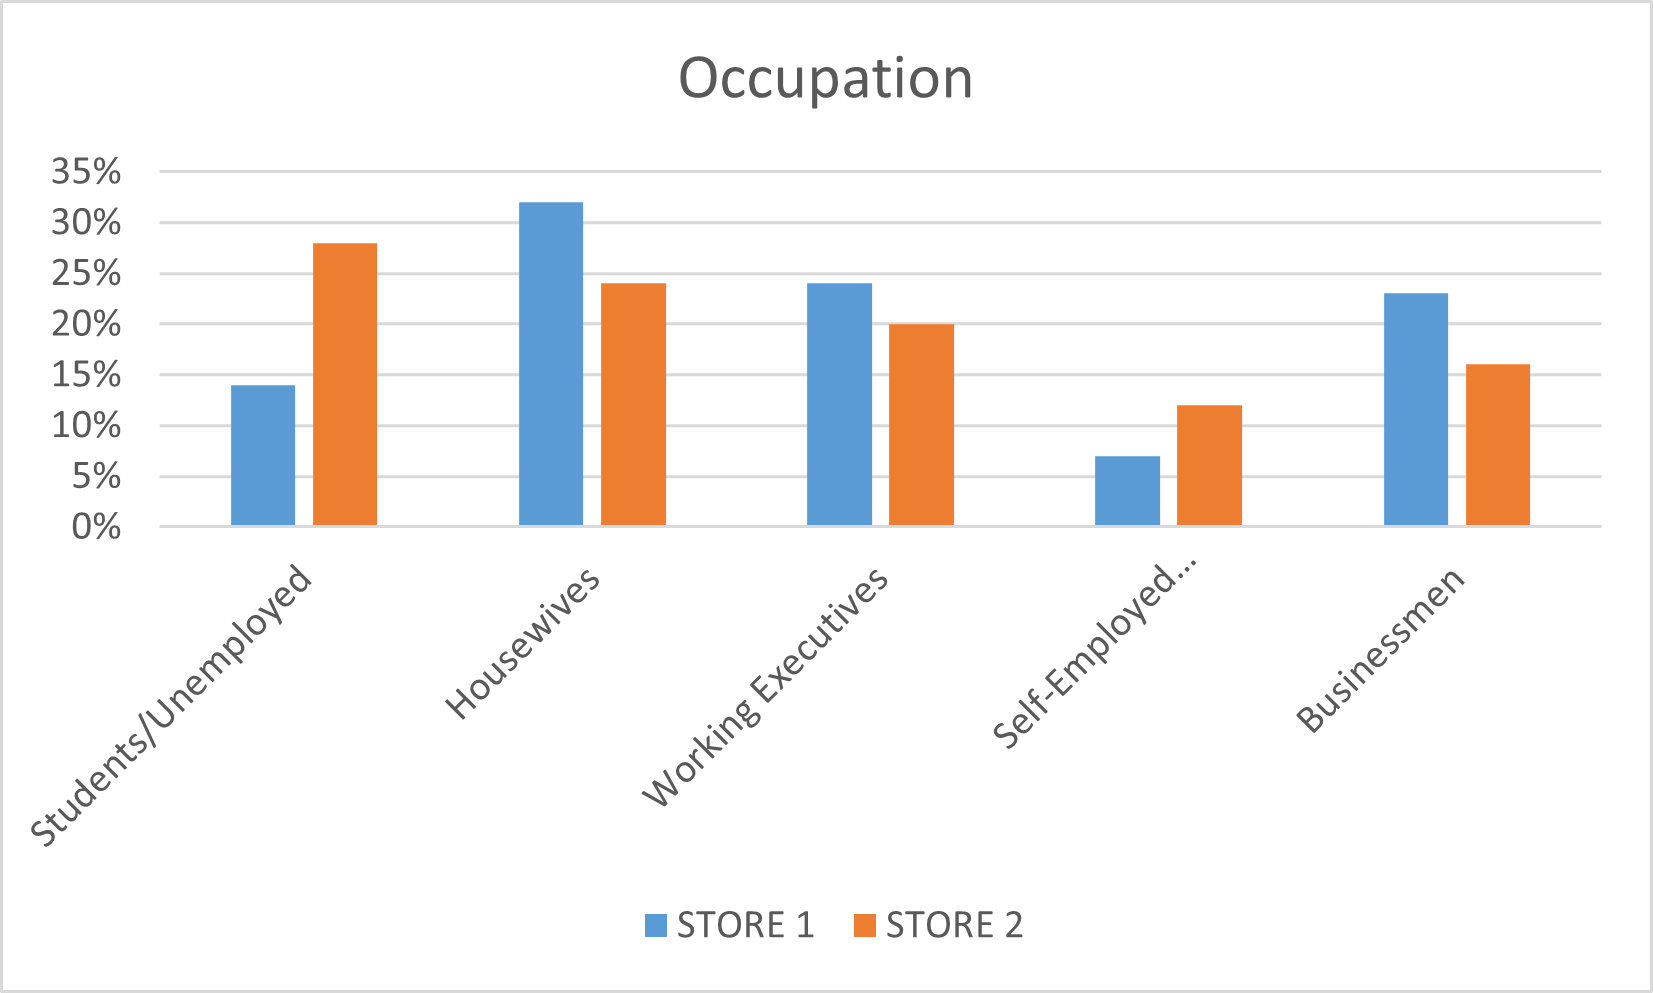 Occupation
35%
30%
25%
20%
15%
10%
5%
0%
Students/Unemployed
Housewives
Working Executives
Self-Employed...
Businessmen
STORE 1
STORE 2